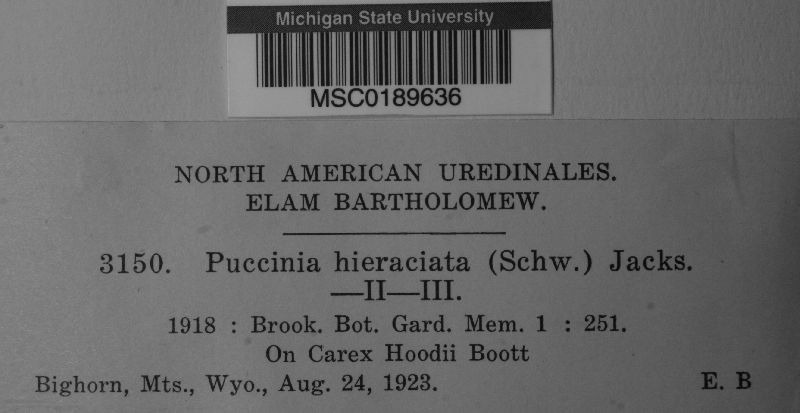 Michigan State University
MSC0189636
NORTH AMERICAN UREDINALES.
ELAM BARTHOLOMEW.
3150. Puccinia hieraciata (Schw.) Jacks.
—II—III.
1918 : Brook. Bot. Gard. Mem. 1 : 251.
On Carex Hoodii Boott
Bighorn, Mts., Wyo., Aug. 24, 1923. E. B